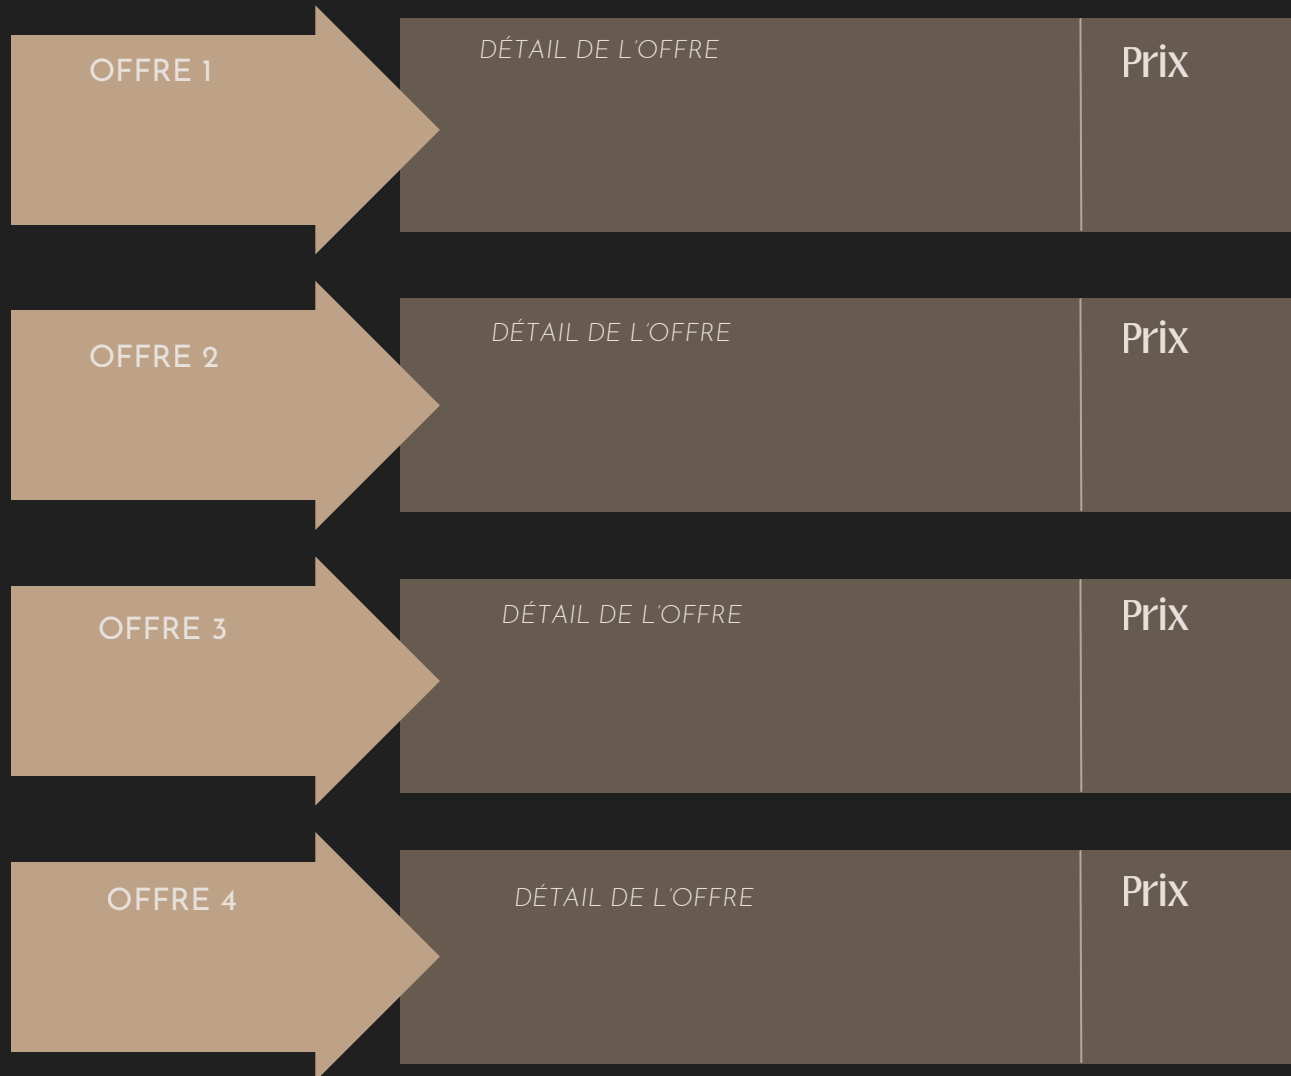 OFFRE 1
DÉTAIL DE L'OFFRE
Prix
OFFRE 2
DÉTAIL DE L'OFFRE
Prix
OFFRE 3
DÉTAIL DE L'OFFRE
Prix
OFFRE 4
DÉTAIL DE L'OFFRE
Prix